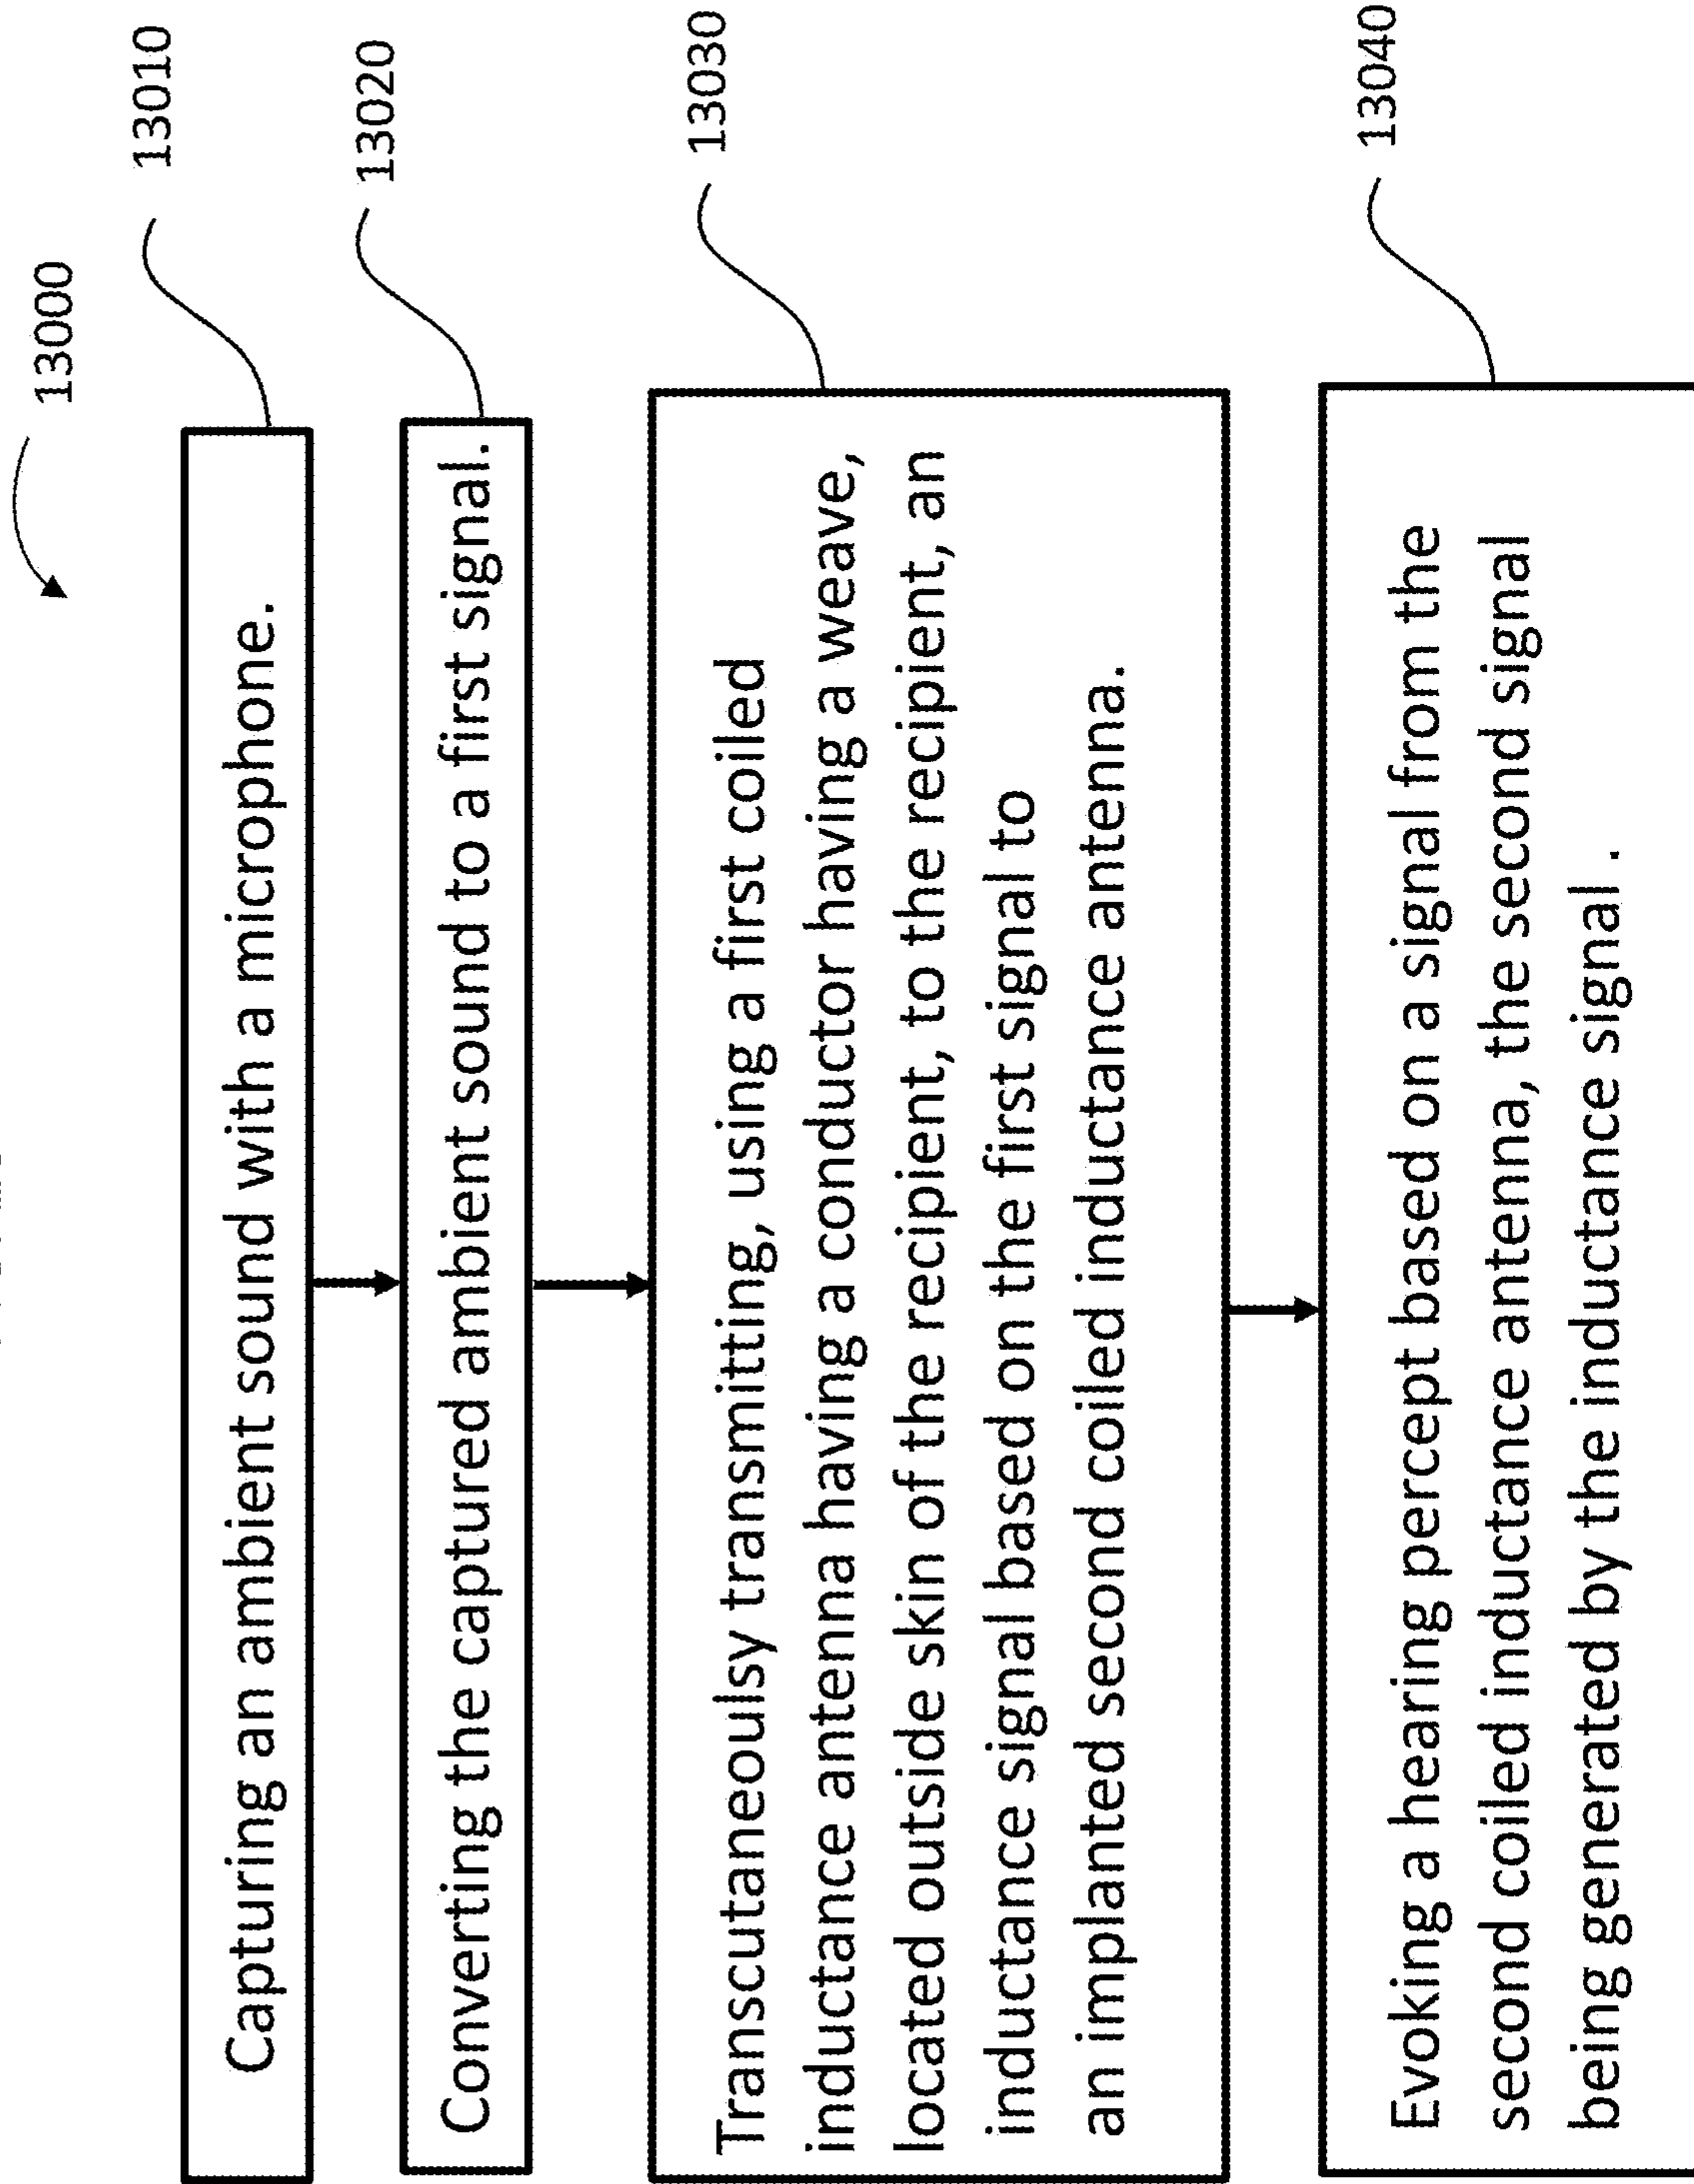 13000
13010
Capturing an ambient sound with a microphone.
13020
Converting the captured ambient sound to a first signal.
13030
Transcutaneoulsy transmitting, using a first coiled
inductance antenna having a conductor having a weave,
located outside skin of the recipient, to the recipient, an
inductance signal based on the first signal to
an implanted second coiled inductance antenna.
13040
Evoking a hearing percept based on a signal from the
second coiled inductance antenna, the second signal
being generated by the inductance signal .